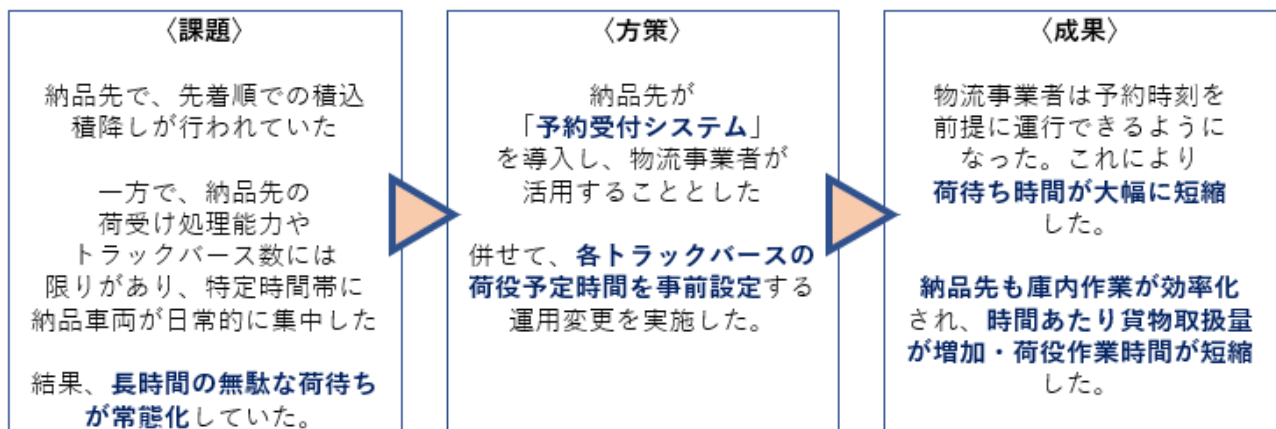 〈課題〉
納品先で、先着順での積込
積降しが行われていた
一方で、納品先の
荷受け処理能力や
トラックバース数には
限りがあり、特定時間帯に
納品車両が日常的に集中した
結果、長時間の無駄な荷待ち
が常態化していた。
〈方策〉
納品先が
「予約受付システム」
を導入し、物流事業者が
活用することとした
併せて、各トラックバースの
荷役予定時間を事前設定する
運用変更を実施した。
〈成果〉
物流事業者は予約時刻を
前提に運行できるように
なった。これにより
荷待ち時間が大幅に短縮
した。
納品先も庫内作業が効率化
され、時間あたり貨物取扱量
が増加・荷役作業時間が短縮
した。